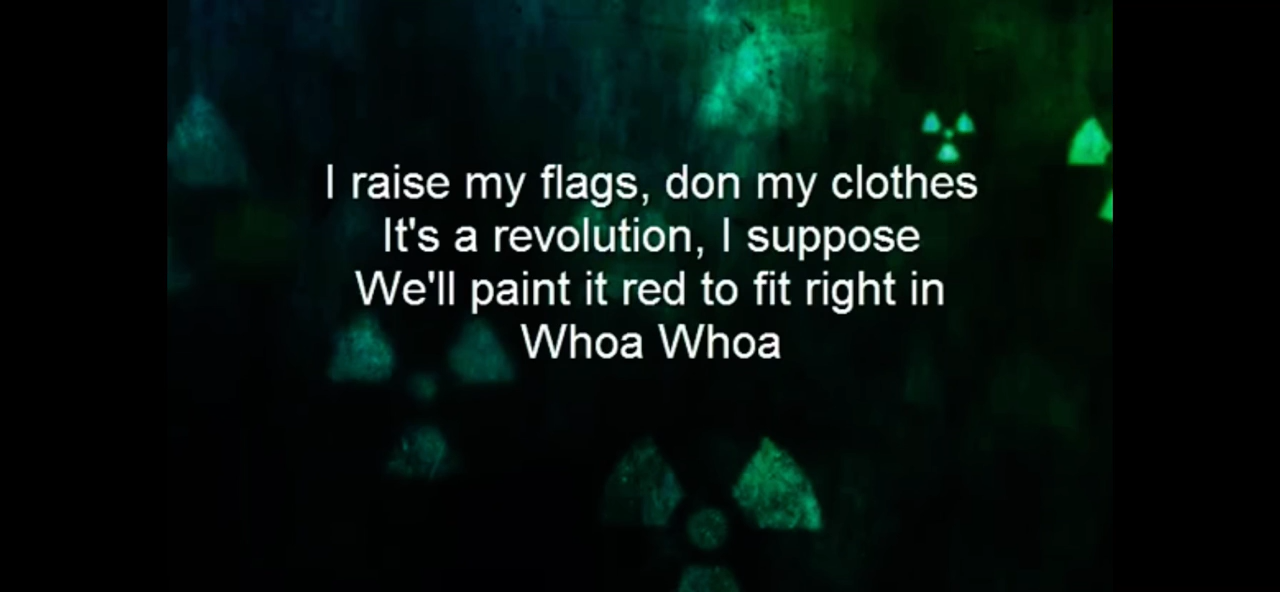 I raise my flags, don my clothes
It's a revolution, I suppose
We'll paint it red to fit right in
Whoa Whoa